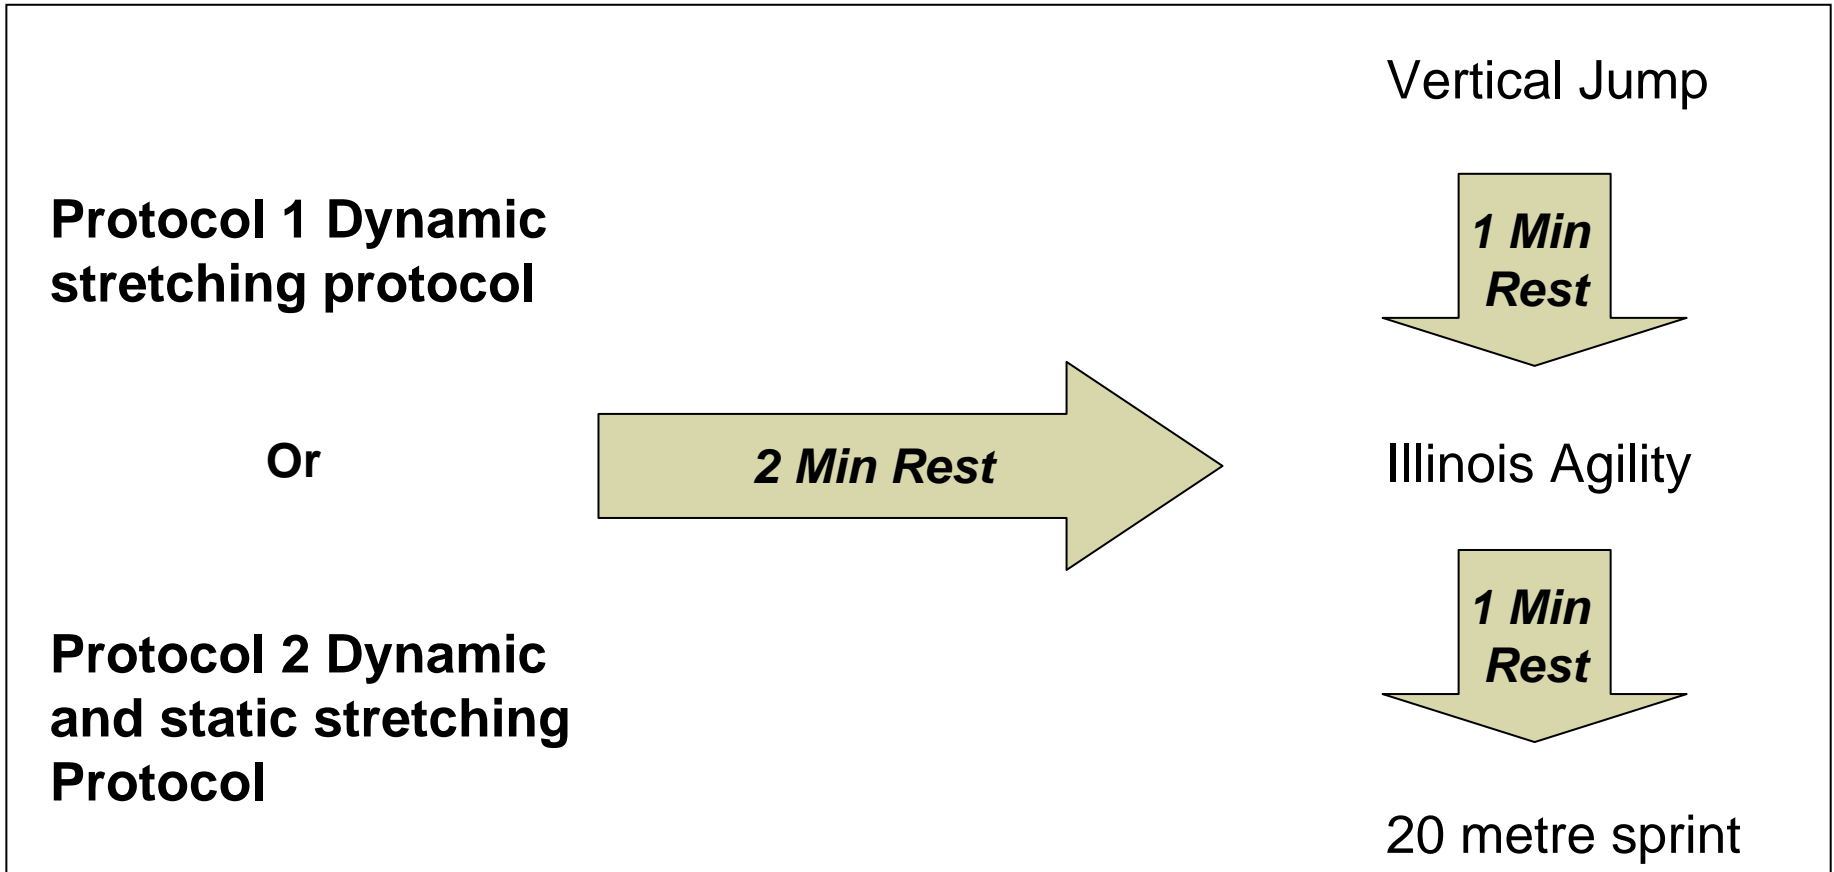 Protocol 1 Dynamic
stretching protocol
Or
Protocol 2 Dynamic
and static stretching
Protocol
2 Min Rest
Vertical Jump
1 Min
Rest
Illinois Agility
1 Min
Rest
20 metre sprint